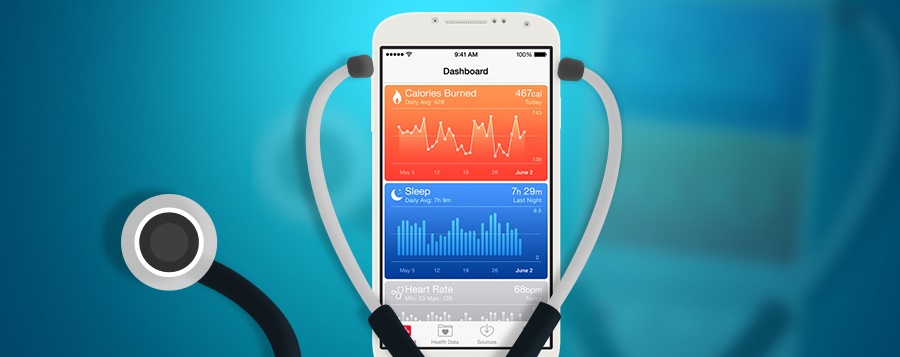 9:41 AM
100%
Dashboard
Calories Burned
467cal
Daily Avg: 428
Today
743
136
May 5 12 19 26 June 2
Sleep
7h 29m
Daily Avg: 7h 9m
Last Night
9.5
0
May 5 12 19 26 June 2
Heart Rate
68bpm
Min: 53 Max: 126
Health Data
Sources